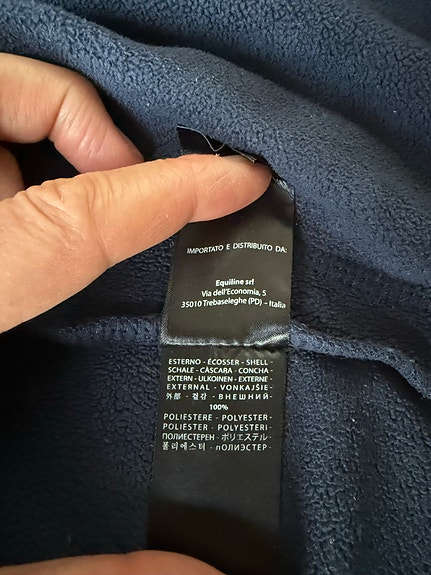 IMPORTATO E DISTRIBUITO DA:
Equiline srl
Via dell'Economia, 5
35010 Trebaseleghe (PD) - Italia
ESTERNO - ÉCOSSER - SHELL -
SCHALE - CÁSCARA - CONCHA -
EXTERN - ULKOINEN - EXTERNE -
EXTERNAL - VONKAJŠIE -
外部 - 겉감 - ВНЕШНИЙ -
100%
POLIESTERE - POLYESTER -
POLIESTER - POLYESTERI -
ПОЛИЕСТЕРЕН - ポリエステル -
폴리에스터 - пОЛИЭСТЕР -